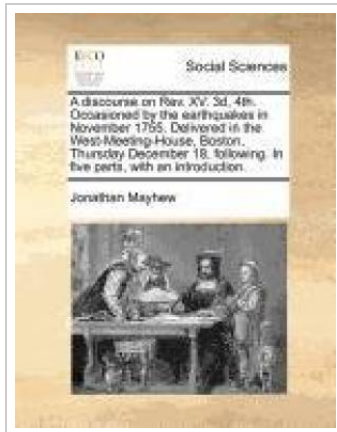 ECCO
Social Sciences
A discourse on Rev. XV. 3d, 4th.
Occasioned by the earthquakes in
November 1755. Delivered in the
West-Meeting-House, Boston,
Thursday December 18, following. In
five parts, with an introduction.
Jonathan Mayhew